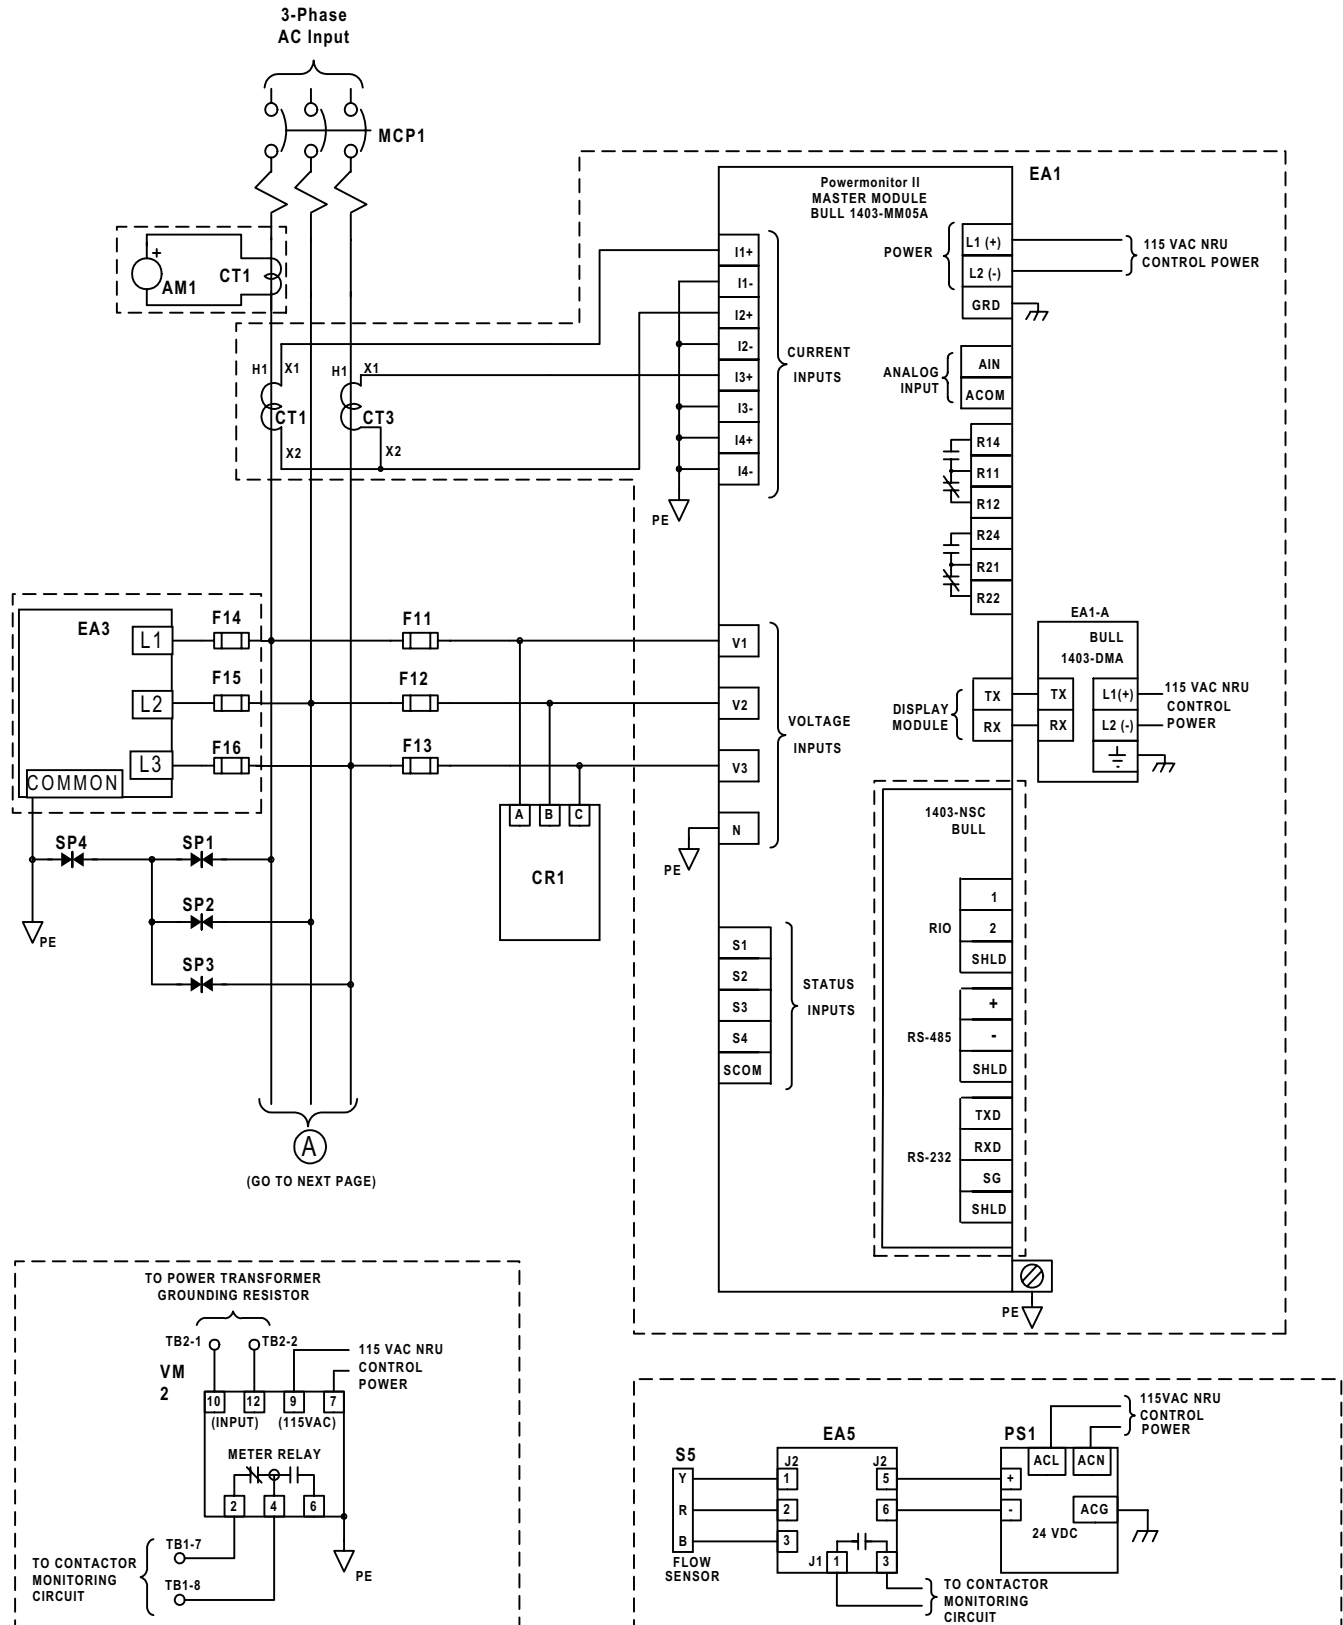 3-Phase
AC Input
MCP1
EA1
Powermonitor II
MASTER MODULE
BULL 1403-MM05A
POWER
L1 (+)
L2 (-)
GRD
115 VAC NRU
CONTROL POWER
+
AM1
CT1
I1+
I1-
I2+
I2-
I3+
I3-
I4+
I4-
CURRENT
INPUTS
PE
H1
X1
CT1
X2
H1
X1
CT3
X2
ANALOG
INPUT
AIN
ACOM
R14
R11
R12
R24
R21
R22
EA3
L1
L2
L3
COMMON
F14
F15
F16
F11
F12
F13
V1
V2
V3
N
VOLTAGE
INPUTS
PE
A
B
C
CR1
DISPLAY
MODULE
TX
RX
EA1-A
BULL
1403-DMA
TX
RX
L1(+)
L2 (-)
115 VAC NRU
CONTROL
POWER
SP4
SP1
SP2
SP3
PE
S1
S2
S3
S4
SCOM
STATUS
INPUTS
1403-NSC
BULL
RIO
1
2
SHLD
RS-485
+
-
SHLD
RS-232
TXD
RXD
SG
SHLD
PE
A
(GO TO NEXT PAGE)
TO POWER TRANSFORMER
GROUNDING RESISTOR
TB2-1
TB2-2
115 VAC NRU
CONTROL
POWER
VM
2
10
12
9
7
(INPUT)
(115VAC)
METER RELAY
2
4
6
PE
TB1-7
TB1-8
TO CONTACTOR
MONITORING
CIRCUIT
S5
Y
R
B
FLOW
SENSOR
EA5
J2
1
2
3
J2
5
6
J1
1
3
PS1
ACL
ACN
ACG
+
-
24 VDC
115VAC NRU
CONTROL
POWER
TO CONTACTOR
MONITORING
CIRCUIT